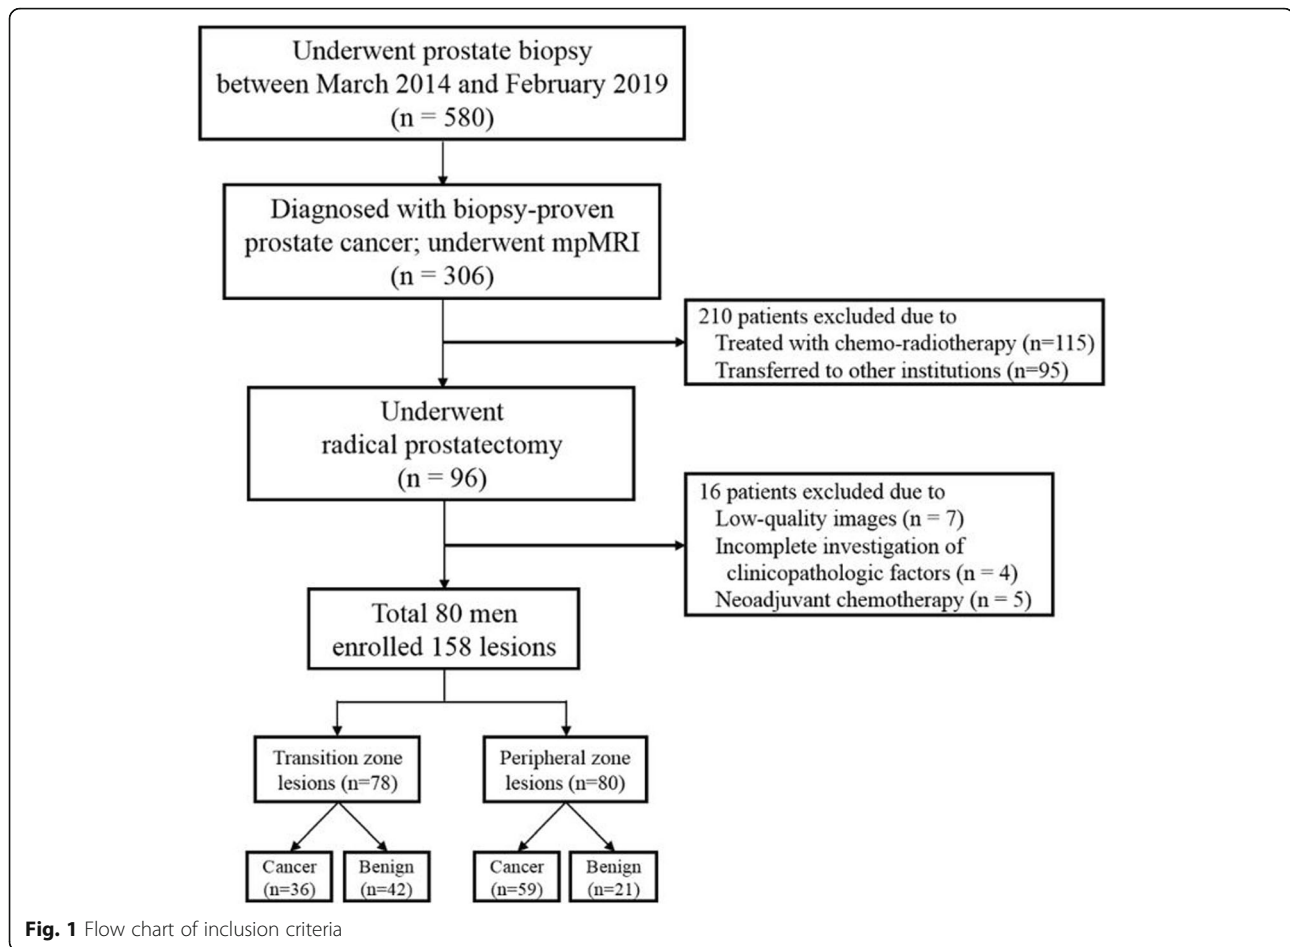 Underwent prostate biopsy
between March 2014 and February 2019
(n = 580)
Diagnosed with biopsy-proven
prostate cancer; underwent mpMRI
(n = 306)
210 patients excluded due to
Treated with chemo-radiotherapy (n=115)
Transferred to other institutions (n=95)
Underwent
radical prostatectomy
(n = 96)
16 patients excluded due to
Low-quality images (n = 7)
Incomplete investigation of
clinicopathologic factors (n = 4)
Neoadjuvant chemotherapy (n = 5)
Total 80 men
enrolled 158 lesions
Transition zone
lesions (n=78)
Peripheral zone
lesions (n=80)
Cancer
(n=36)
Benign
(n=42)
Cancer
(n=59)
Benign
(n=21)
Fig. 1 Flow chart of inclusion criteria